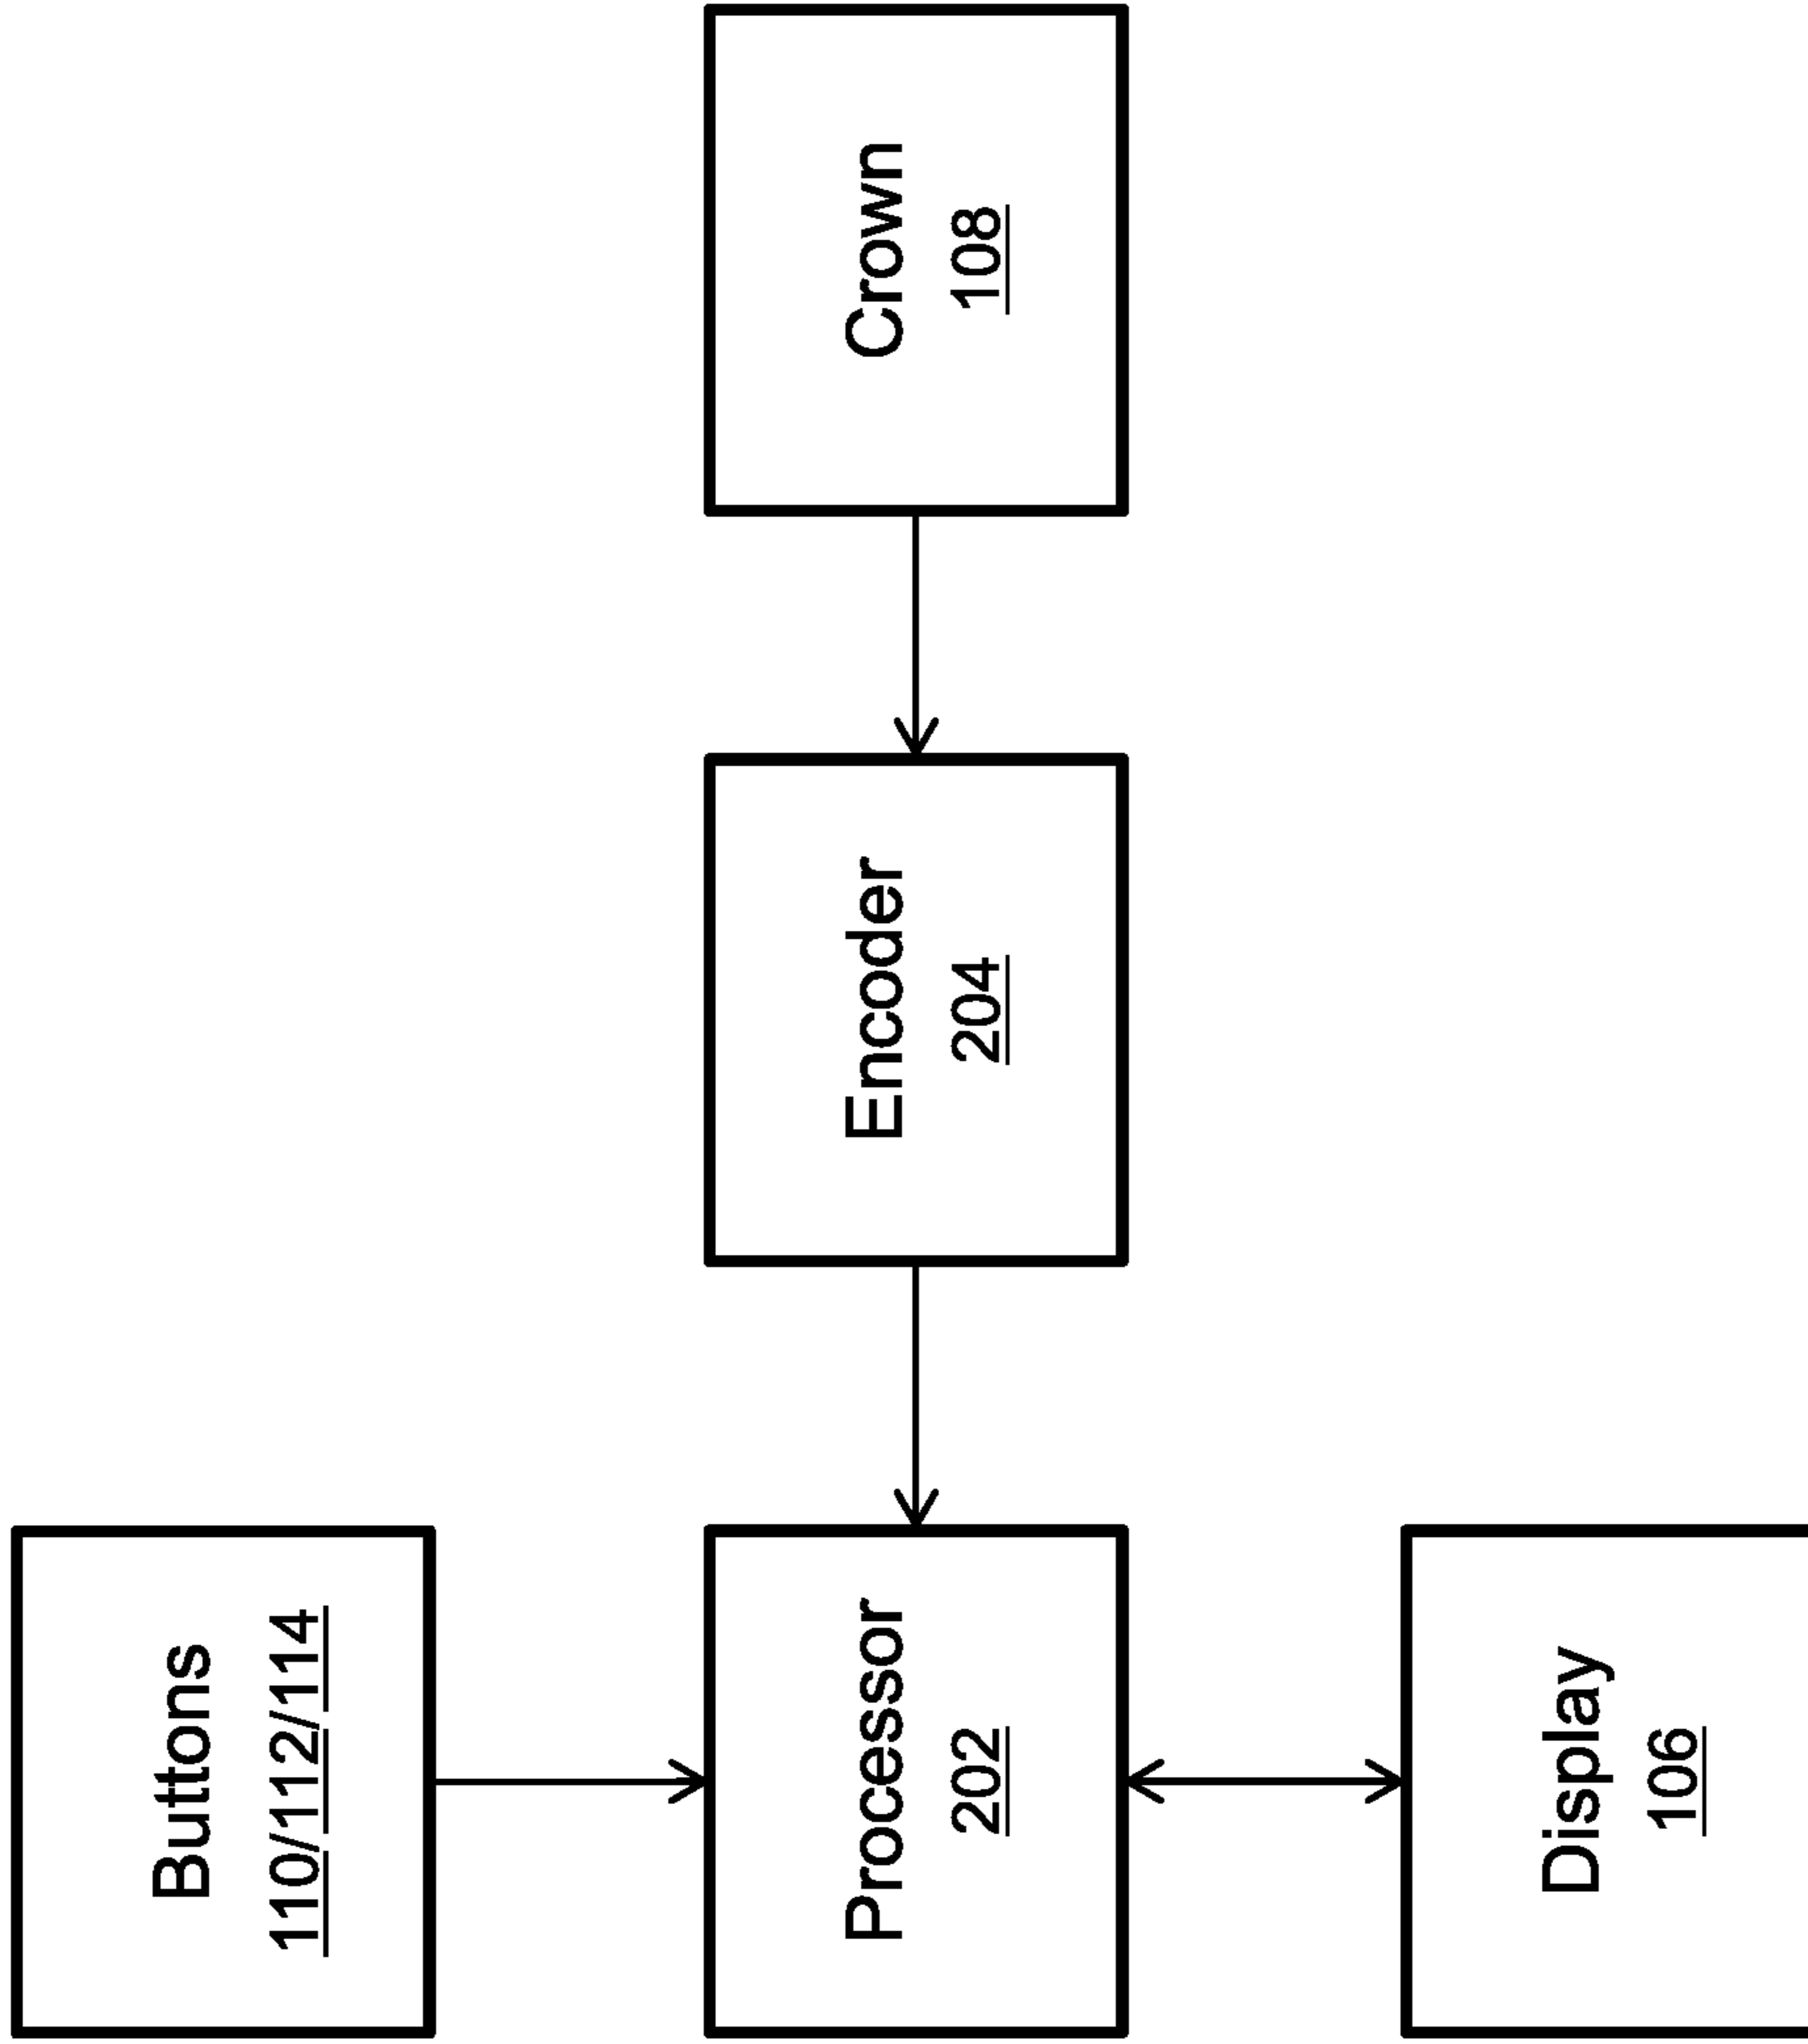 Buttons
110/112/114
Processor
202
Encoder
204
Crown
108
Display
106